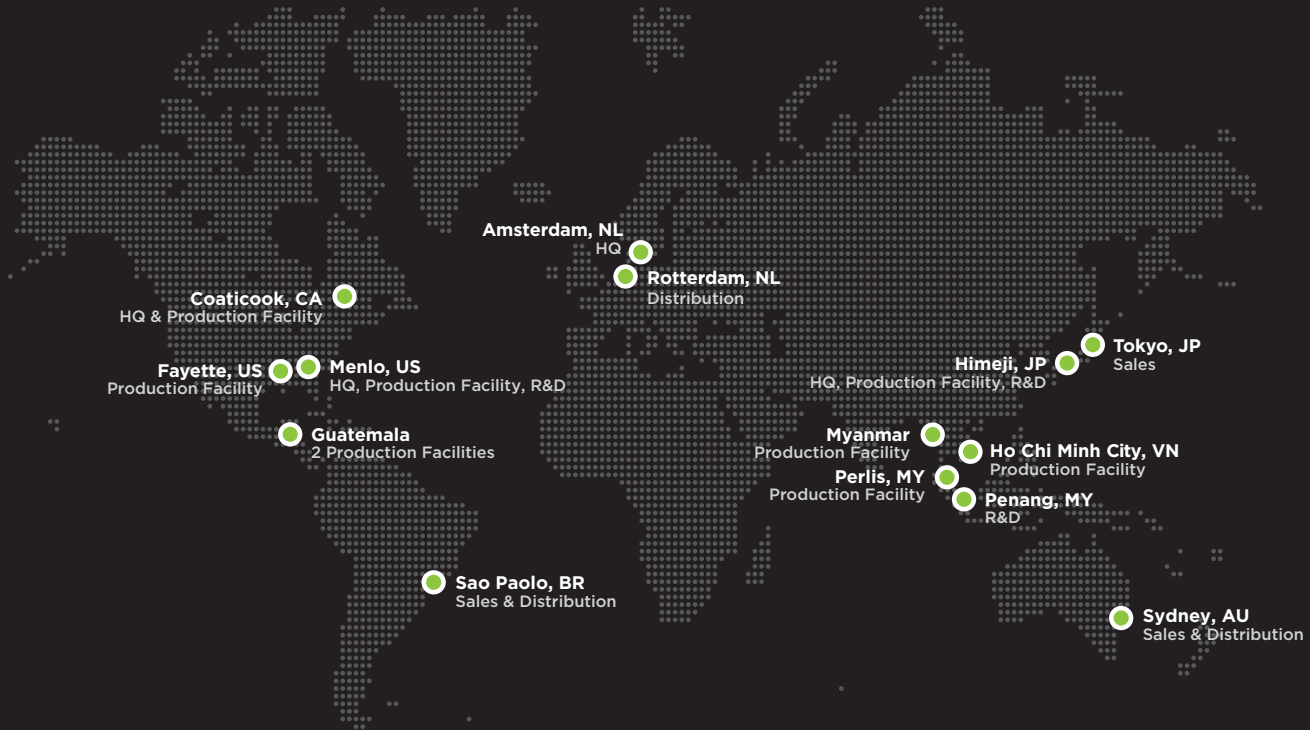 Amsterdam, NL
HQ
Rotterdam, NL
Distribution
Coaticook, CA
HQ & Production Facility
Fayette, US
Production Facility
Menlo, US
HQ, Production Facility, R&D
Guatemala
2 Production Facilities
Sao Paolo, BR
Sales & Distribution
Tokyo, JP
Sales
Himeji, JP
HQ, Production Facility, R&D
Myanmar
Production Facility
Ho Chi Minh City, VN
Production Facility
Perlis, MY
Production Facility
Penang, MY
R&D
Sydney, AU
Sales & Distribution